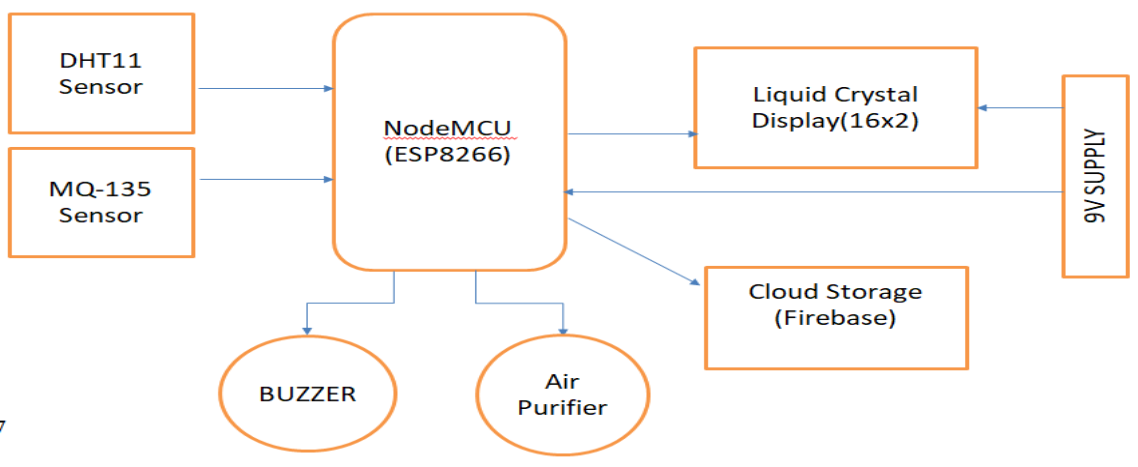 DHT11
Sensor
MQ-135
Sensor
NodeMCU
(ESP8266)
Liquid Crystal
Display(16x2)
9V SUPPLY
Cloud Storage
(Firebase)
BUZZER
Air
Purifier
7